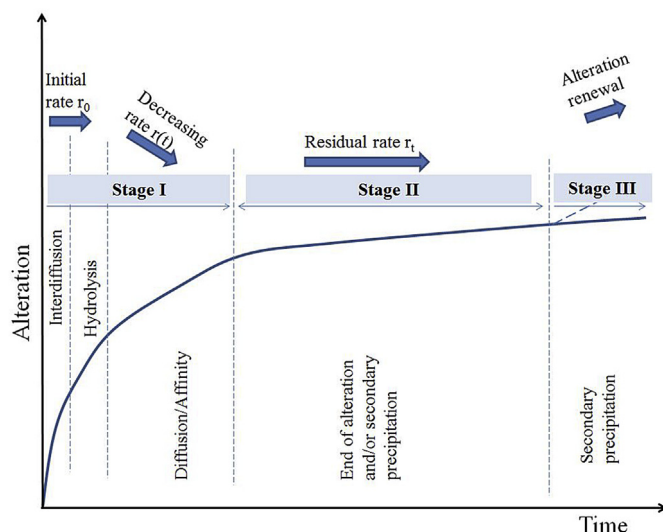 Initial
rate r0
Decreasing
rate r(t)
Residual rate rt
Alteration
renewal
Stage I
Stage II
Stage III
Alteration
Interdiffusion
Hydrolysis
Diffusion/Affinity
End of alteration
and/or secondary
precipitation
Secondary
precipitation
Time